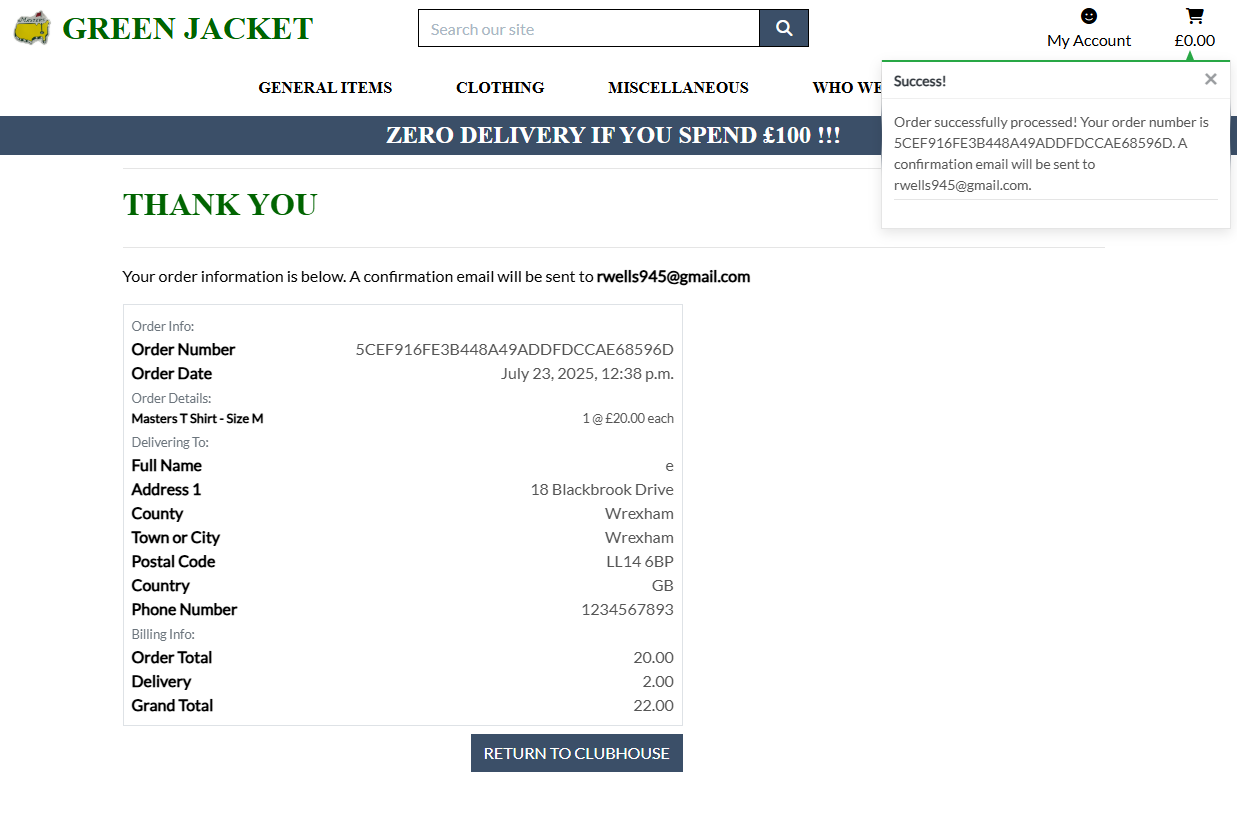 Masters
GREEN JACKET
Search our site
My Account
£0.00
GENERAL ITEMS CLOTHING MISCELLANEOUS WHO WE
ZERO DELIVERY IF YOU SPEND £100 !!!
Success! ×
Order successfully processed! Your order number is
5CEF916FE3B448A49ADDFDCCAE68596D. A
confirmation email will be sent to
rwells945@gmail.com.
THANK YOU
Your order information is below. A confirmation email will be sent to rwells945@gmail.com
Order Info:
Order Number 5CEF916FE3B448A49ADDFDCCAE68596D
Order Date July 23, 2025, 12:38 p.m.
Order Details:
Masters T Shirt - Size M 1 @ £20.00 each
Delivering To:
Full Name e
Address 1 18 Blackbrook Drive
County Wrexham
Town or City Wrexham
Postal Code LL14 6BP
Country GB
Phone Number 1234567893
Billing Info:
Order Total 20.00
Delivery 2.00
Grand Total 22.00
RETURN TO CLUBHOUSE